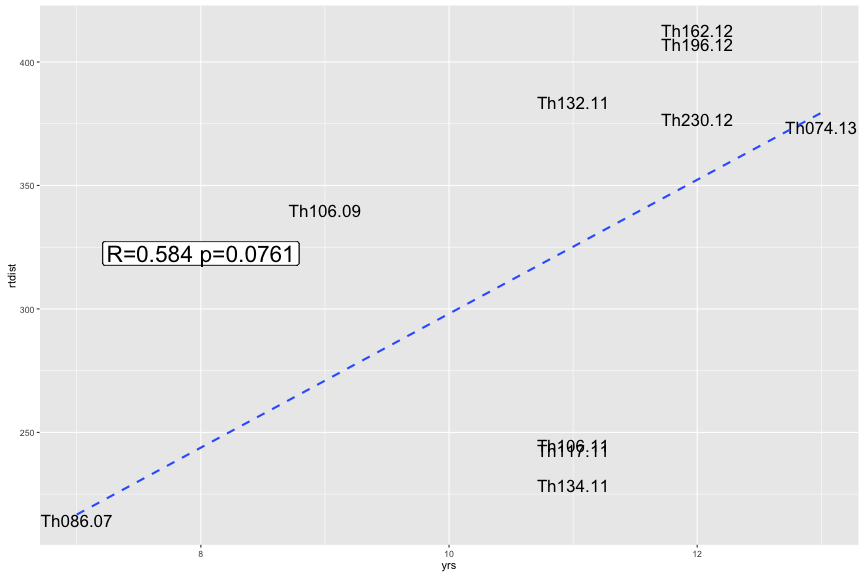 Th162.12
Th196.12
400
Th132.11
Th230.12
Th074.13
350
Th106.09
R=0.584 p=0.0761
rtdist
300
250
Th106.11
Th117.11
Th134.11
Th086.07
8
10
12
yrs